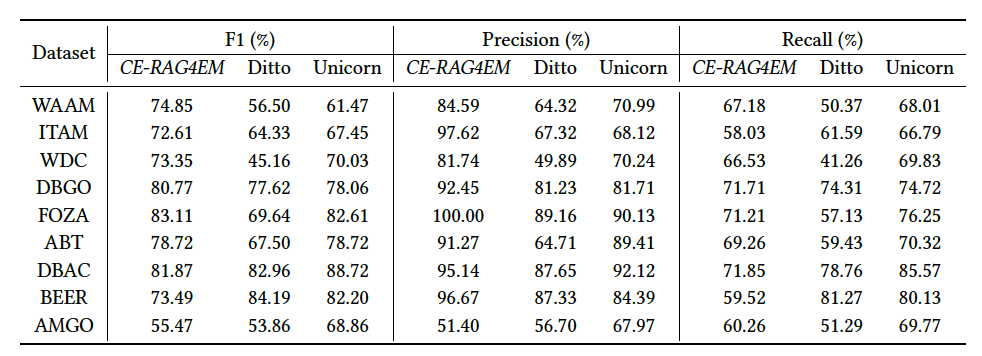 Dataset F1 (%) Precision (%) Recall (%)
CE-RAG4EM Ditto Unicorn CE-RAG4EM Ditto Unicorn CE-RAG4EM Ditto Unicorn
WAAM 74.85 56.50 61.47 84.59 64.32 70.99 67.18 50.37 68.01
ITAM 72.61 64.33 67.45 97.62 67.32 68.12 58.03 61.59 66.79
WDC 73.35 45.16 70.03 81.74 49.89 70.24 66.53 41.26 69.83
DBGO 80.77 77.62 78.06 92.45 81.23 81.71 71.71 74.31 74.72
FOZA 83.11 69.64 82.61 100.00 89.16 90.13 71.21 57.13 76.25
ABT 78.72 67.50 78.72 91.27 64.71 89.41 69.26 59.43 70.32
DBAC 81.87 82.96 88.72 95.14 87.65 92.12 71.85 78.76 85.57
BEER 73.49 84.19 82.20 96.67 87.33 84.39 59.52 81.27 80.13
AMGO 55.47 53.86 68.86 51.40 56.70 67.97 60.26 51.29 69.77